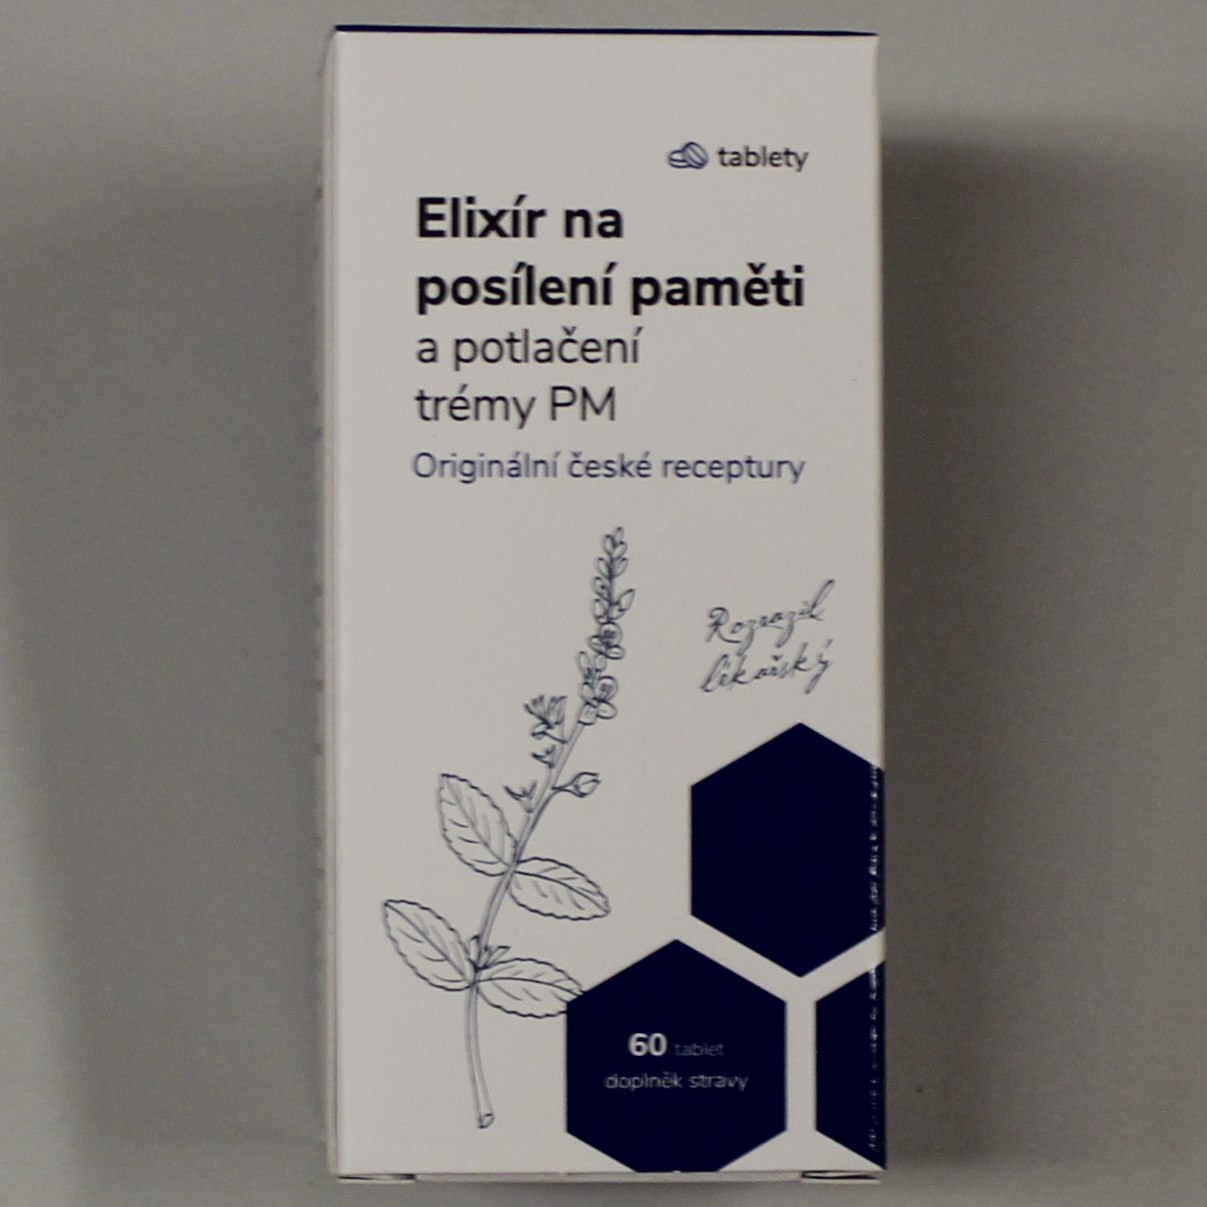 tablety
Elixír na
posílení paměti
a potlačení
trémy PM
Originální české receptury
Rozrazil
lékařský
60 tablet
doplněk stravy